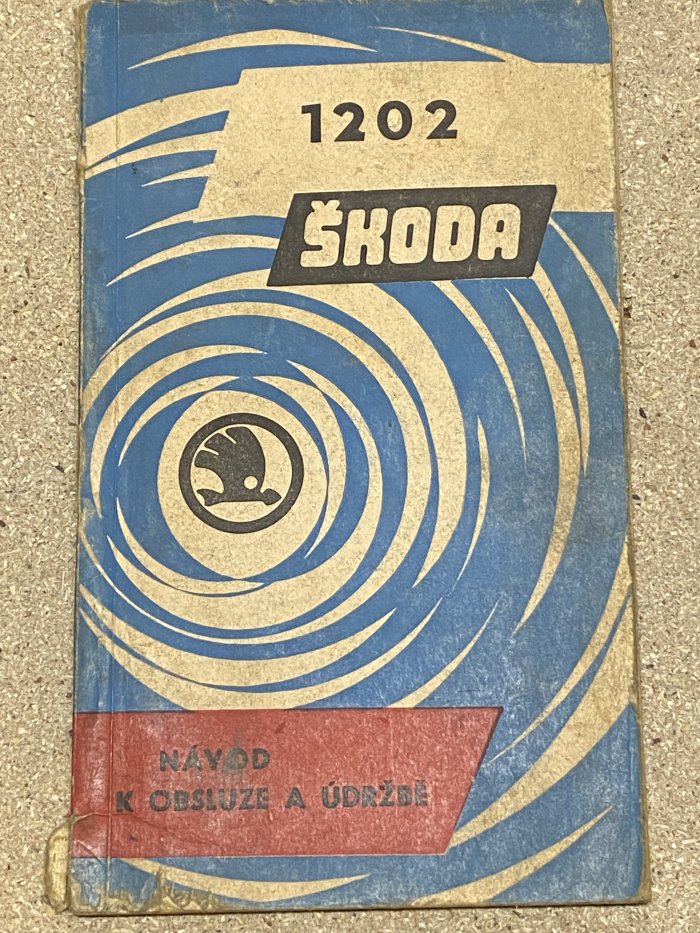 1202
ŠKODA
NÁVOD
K OBSLUZE A ÚDRŽBĚ